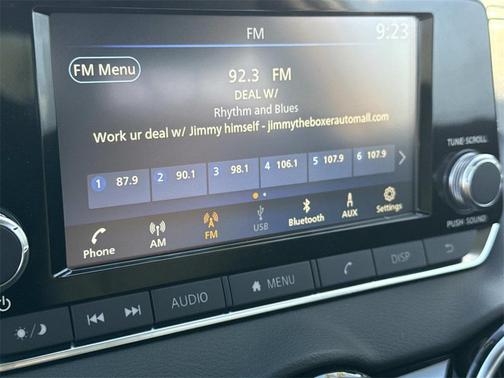 FM 9:23
FM Menu
92.3 FM
DEAL W/
Rhythm and Blues
Work ur deal w/ Jimmy himself - jimmytheboxerautomall.com
1 87.9 2 90.1 3 98.1 4 106.1 5 107.9 6 107.9
Phone AM FM USB Bluetooth AUX Settings
TUNE·SCROLL
PUSH·SOUND
AUDIO MENU DISP